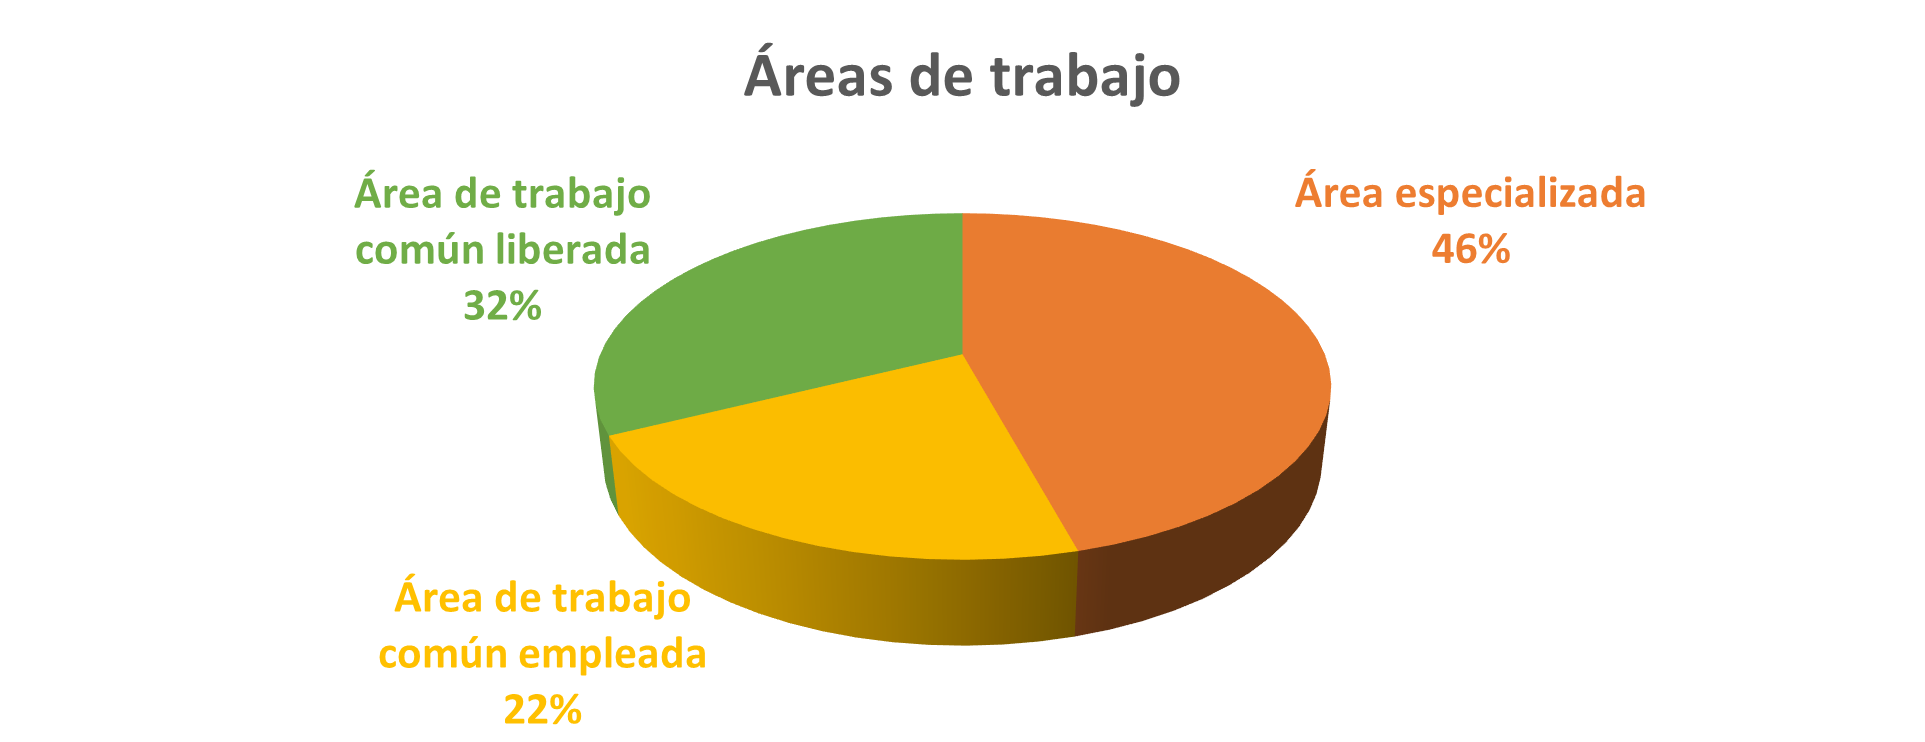 Áreas de trabajo
Área de trabajo
común liberada
32%
Área especializada
46%
Área de trabajo
común empleada
22%